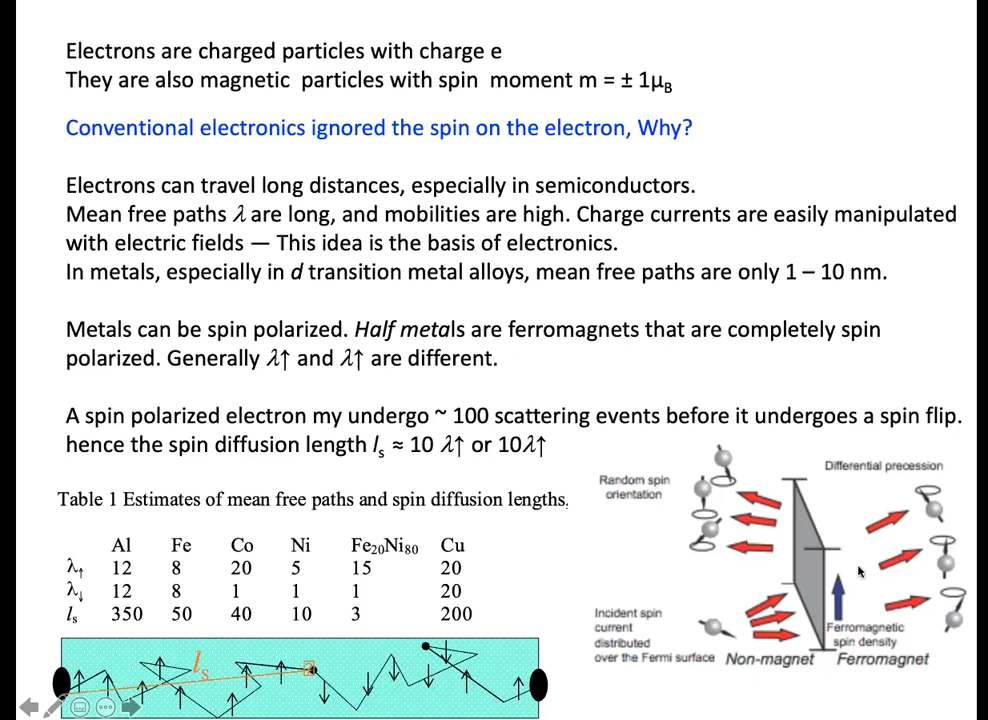 Electrons are charged particles with charge e
They are also magnetic particles with spin moment m = ± 1μB
Conventional electronics ignored the spin on the electron, Why?
Electrons can travel long distances, especially in semiconductors.
Mean free paths λ are long, and mobilities are high. Charge currents are easily manipulated
with electric fields — This idea is the basis of electronics.
In metals, especially in d transition metal alloys, mean free paths are only 1 – 10 nm.
Metals can be spin polarized. Half metals are ferromagnets that are completely spin
polarized. Generally λ↑ and λ↑ are different.
A spin polarized electron my undergo ~ 100 scattering events before it undergoes a spin flip.
hence the spin diffusion length ls ≈ 10 λ↑ or 10λ↑
Table 1 Estimates of mean free paths and spin diffusion lengths.
Al Fe Co Ni Fe20Ni80 Cu
λ↑ 12 8 20 5 15 20
λ↓ 12 8 1 1 1 20
ls 350 50 40 10 3 200
ls
Random spin
orientation
Differential precession
Incident spin
current
distributed
over the Fermi surface
Non-magnet
Ferromagnetic
spin density
Ferromagnet